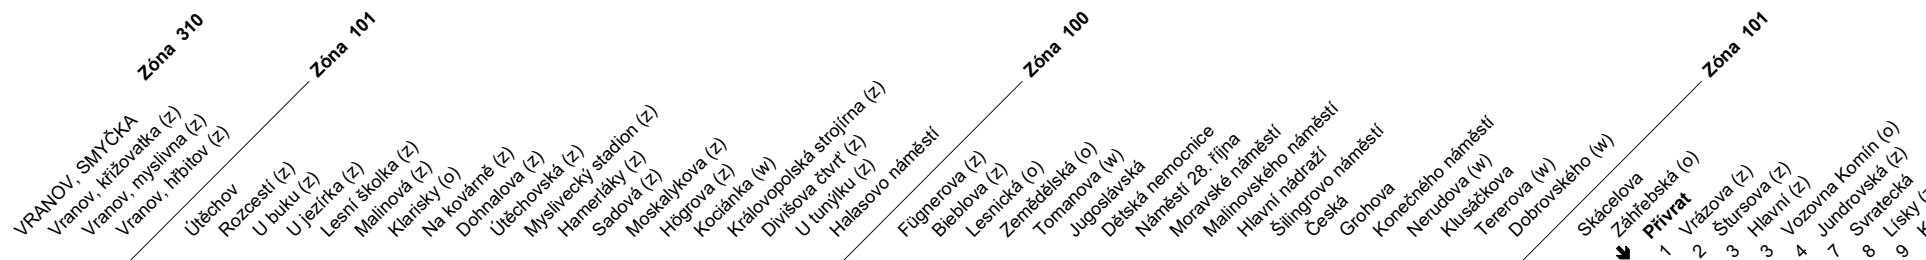 Zóna 310
VRANOV, SMYČKA
Vranov, křižovatka (z)
Vranov, myslivna (z)
Vranov, hřbitov (z)
Zóna 101
Útěchov
Rozcestí (z)
U buku (z)
U jezírka (z)
Lesní školka (z)
Malinová (z)
Klarisky (o)
Na kovárně (z)
Dohnalova (z)
Útěchovská (z)
Myslivecký stadion (z)
Hamerláky (z)
Sadová (z)
Moskalykova (z)
Högrova (z)
Kociánka (w)
Královopolská strojírna (z)
Divišova čtvrť (z)
U tunýlku (z)
Halasovo náměstí
Zóna 100
Fügnerova (z)
Bieblova (z)
Lesnická (o)
Zemědělská (o)
Tomanova (w)
Jugoslávská
Dětská nemocnice
Náměstí 28. října
Moravské náměstí
Malinovského náměstí
Hlavní nádraží
Šilingrovo náměstí
Česká
Grohova
Konečného náměstí
Nerudova (w)
Klusáčkova
Tererova (w)
Dobrovského (w)
Zóna 101
Skácelova
Záhřebská (o)
Přívrat
1 Vrázova (z)
2 Štursova (z)
3 Hlavní (z)
3 Vozovna Komín (o)
4 Jundrovská (z)
7 Svratecká
8 Lísky
9